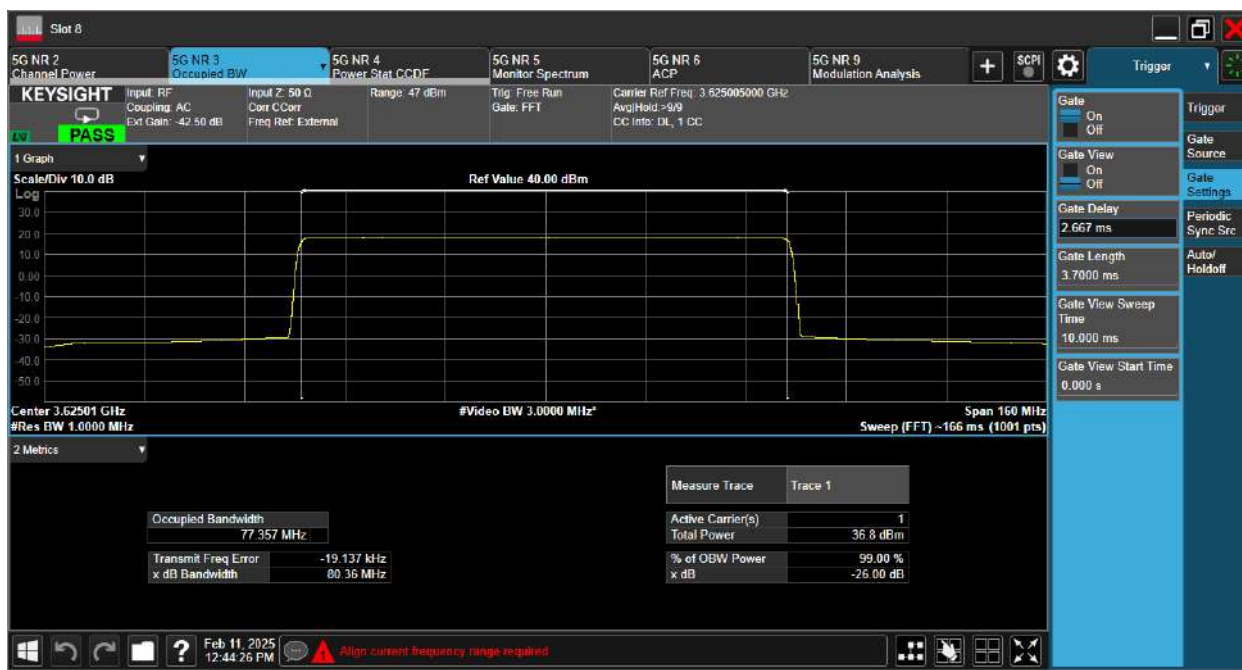 Slot 8
5G NR 2
Channel Power
5G NR 3
Occupied BW
5G NR 4
Power Stat CCDF
5G NR 5
Monitor Spectrum
5G NR 6
ACP
5G NR 9
Modulation Analysis
SCPI
Trigger
KEYSIGHT
LXI
PASS
Input: RF
Coupling: AC
Ext Gain: -42.50 dB
Input Z: 50 Ω
Corr CCorr
Freq Ref: External
Range: 47 dBm
Trig: Free Run
Gate: FFT
Carrier Ref Freq: 3.625005000 GHz
Avg|Hold:>9/9
CC Info: DL, 1 CC
1 Graph
Scale/Div 10.0 dB
Ref Value 40.00 dBm
Log
30.0
20.0
10.0
0.00
-10.0
-20.0
-30.0
-40.0
-50.0
Center 3.62501 GHz
#Video BW 3.0000 MHz*
Span 160 MHz
#Res BW 1.0000 MHz
Sweep (FFT) ~166 ms (1001 pts)
2 Metrics
Measure Trace Trace 1
Occupied Bandwidth
77.357 MHz
Active Carrier(s) 1
Total Power 36.8 dBm
Transmit Freq Error -19.137 kHz
x dB Bandwidth 80.36 MHz
% of OBW Power 99.00 %
x dB -26.00 dB
Gate
On
Off
Gate View
On
Off
Gate Delay
2.667 ms
Gate Length
3.7000 ms
Gate View Sweep
Time
10.000 ms
Gate View Start Time
0.000 s
Trigger
Gate
Source
Gate
Settings
Periodic
Sync Src
Auto/
Holdoff
?
Feb 11, 2025
12:44:26 PM
Align current frequency range required